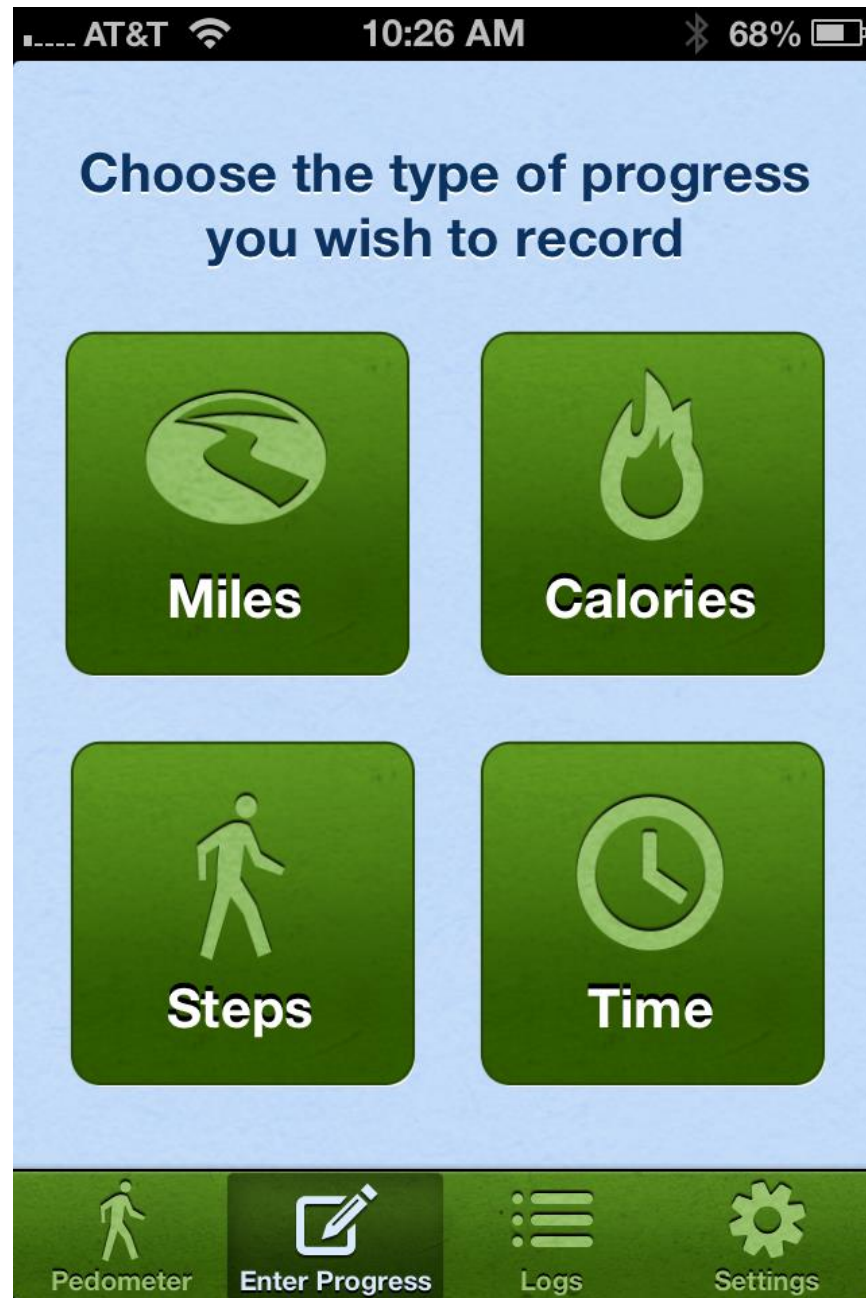 AT&T 10:26 AM 68%
Choose the type of progress
you wish to record
Miles Calories
Steps Time
Pedometer Enter Progress Logs Settings